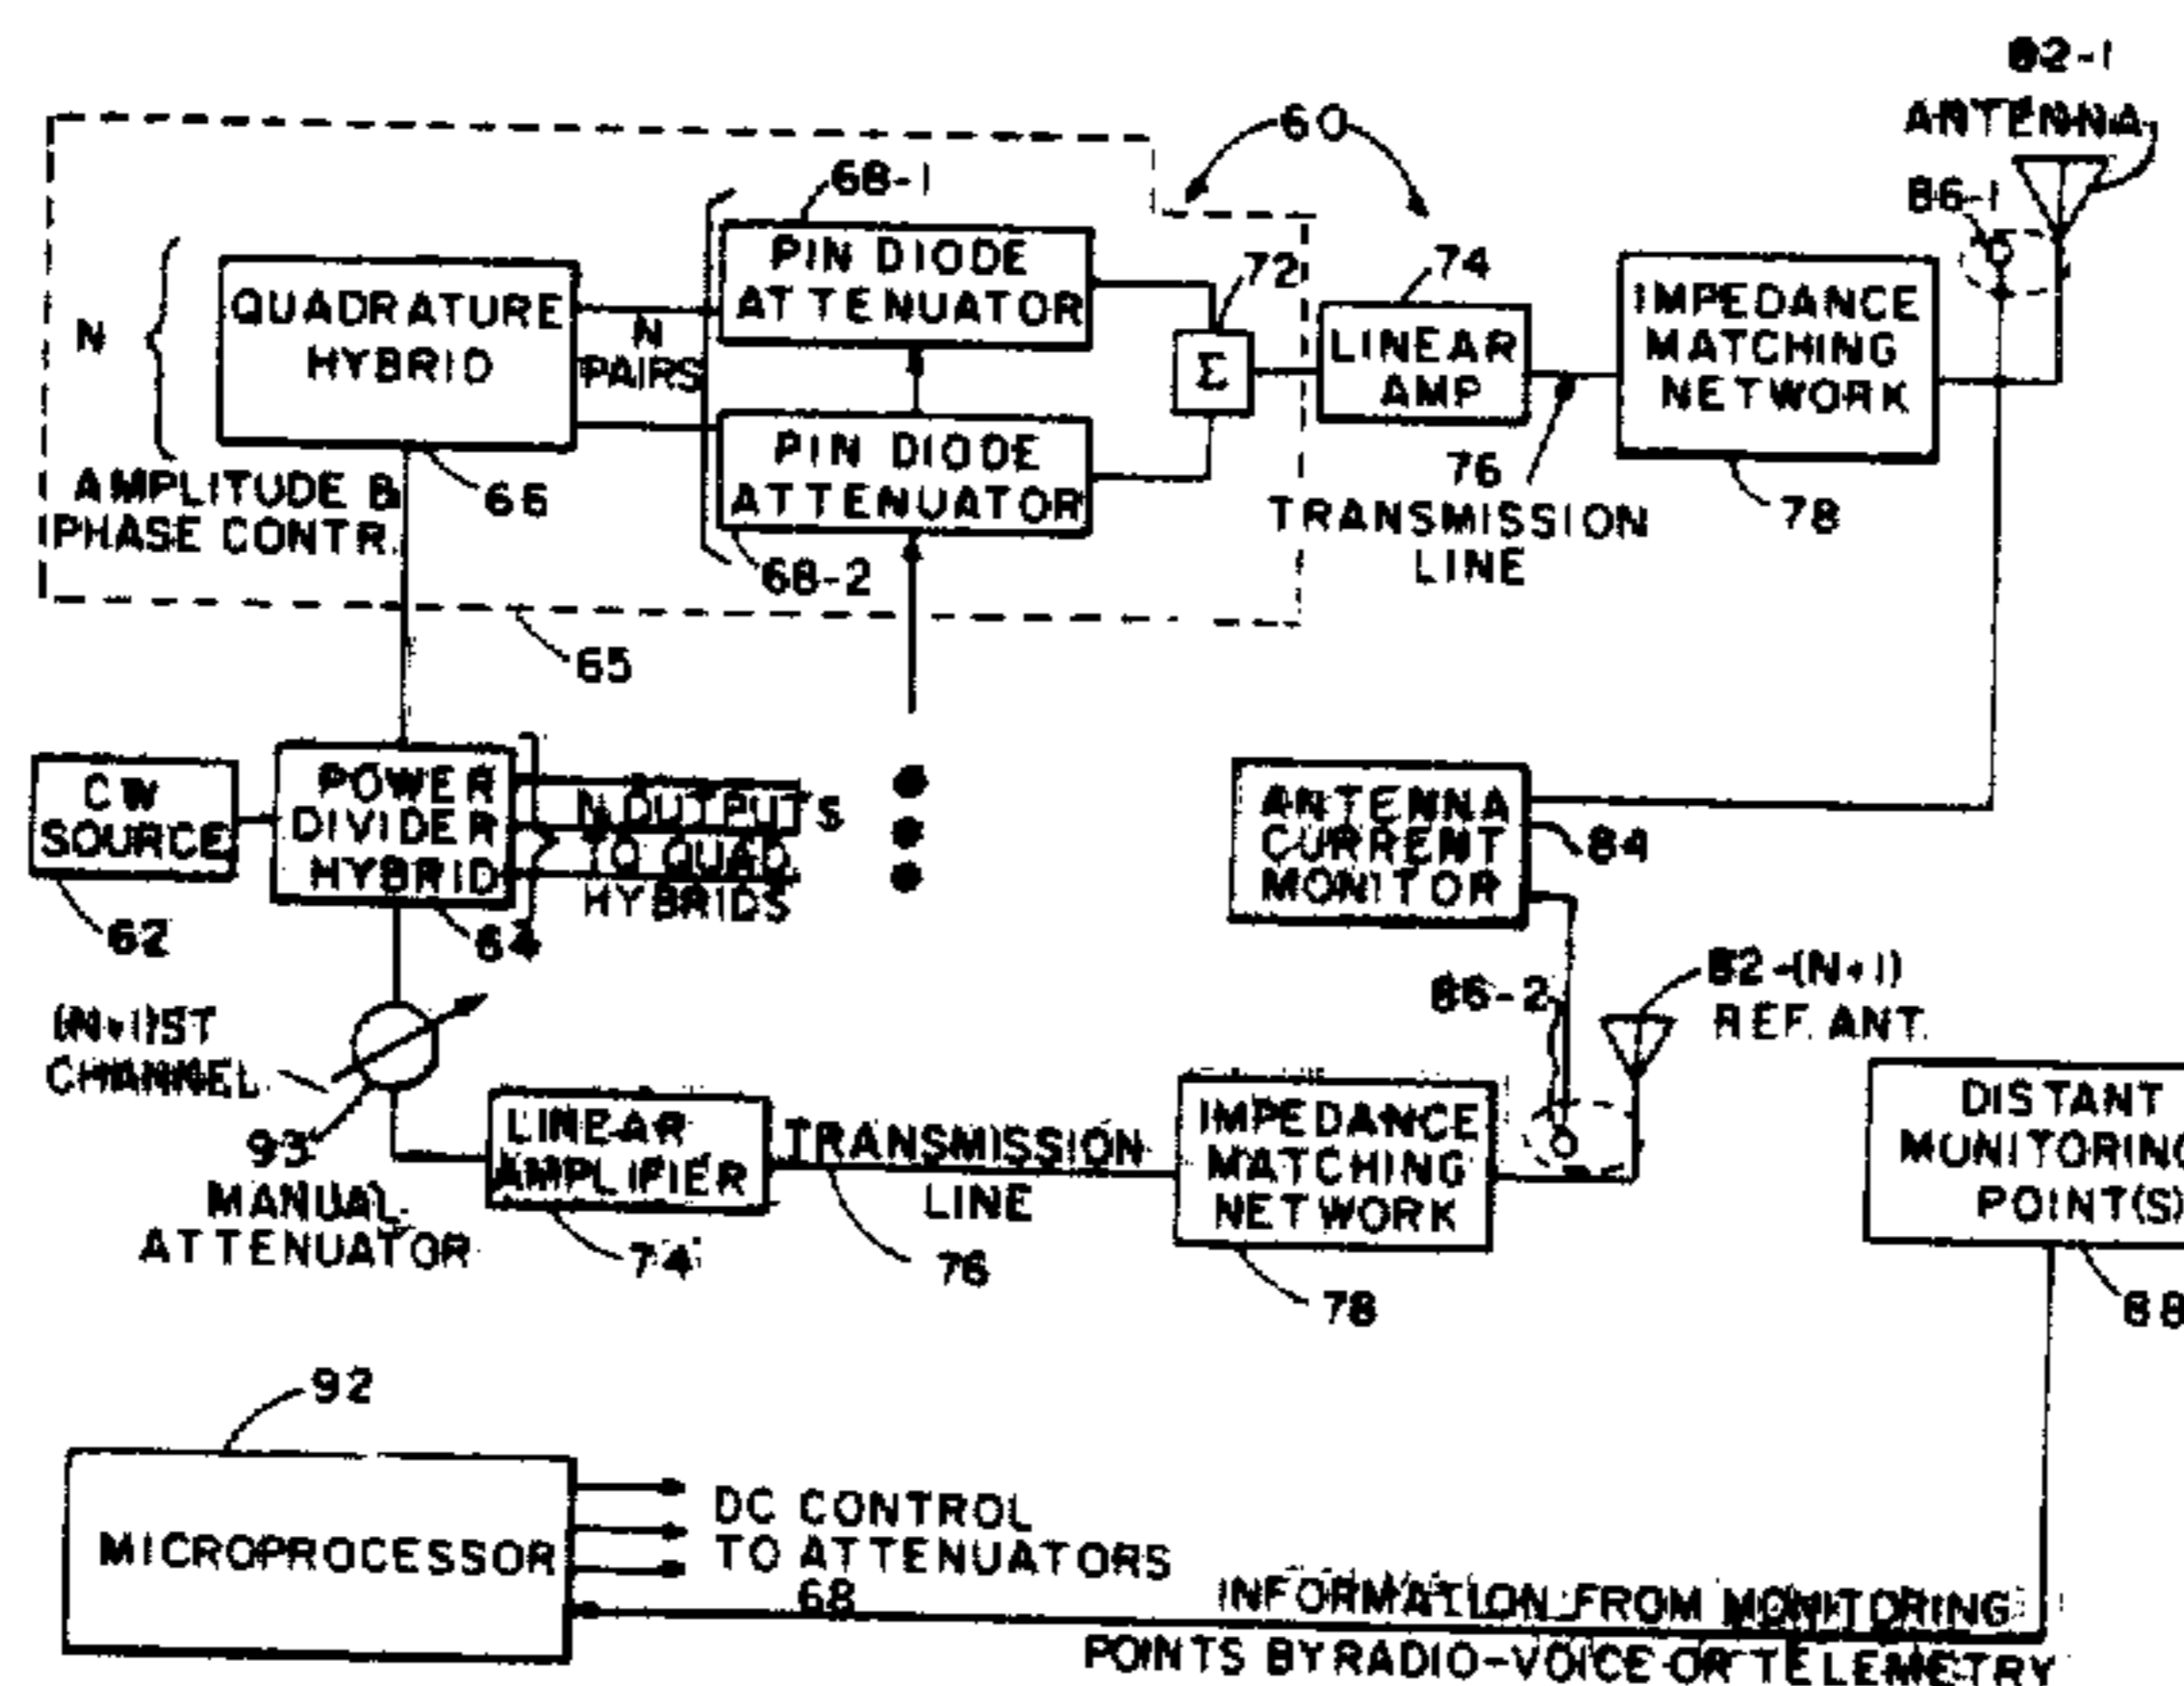 82-1
ANTENNA
60
86-1
68-1
PIN DIODE
ATTENUATOR
72
74
N
QUADRATURE
HYBRID
N
PAIRS
Σ
LINEAR
AMP
IMPEDANCE
MATCHING
NETWORK
AMPLITUDE &
PHASE CONTR.
66
PIN DIODE
ATTENUATOR
68-2
76
TRANSMISSION
LINE
78
65
CW
SOURCE
62
POWER
DIVIDER
HYBRID
64
N OUTPUTS
TO QUAD.
HYBRIDS
ANTENNA
CURRENT
MONITOR
84
(N+1)ST
CHANNEL
93
MANUAL
ATTENUATOR
86-2
82-(N+1)
REF. ANT.
LINEAR
AMPLIFIER
74'
TRANSMISSION
LINE
76
IMPEDANCE
MATCHING
NETWORK
78
DISTANT
MONITORING
POINT(S)
88
92
MICROPROCESSOR
DC CONTROL
TO ATTENUATORS
68
INFORMATION FROM MONITORING
POINTS BY RADIO-VOICE OR TELEMETRY